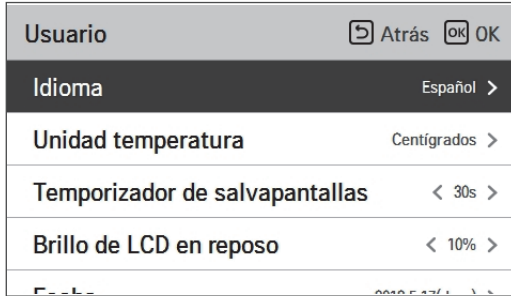 Usuario Atrás OK OK
Idioma Español
Unidad temperatura Centígrados
Temporizador de salvapantallas < 30s >
Brillo de LCD en reposo < 10% >